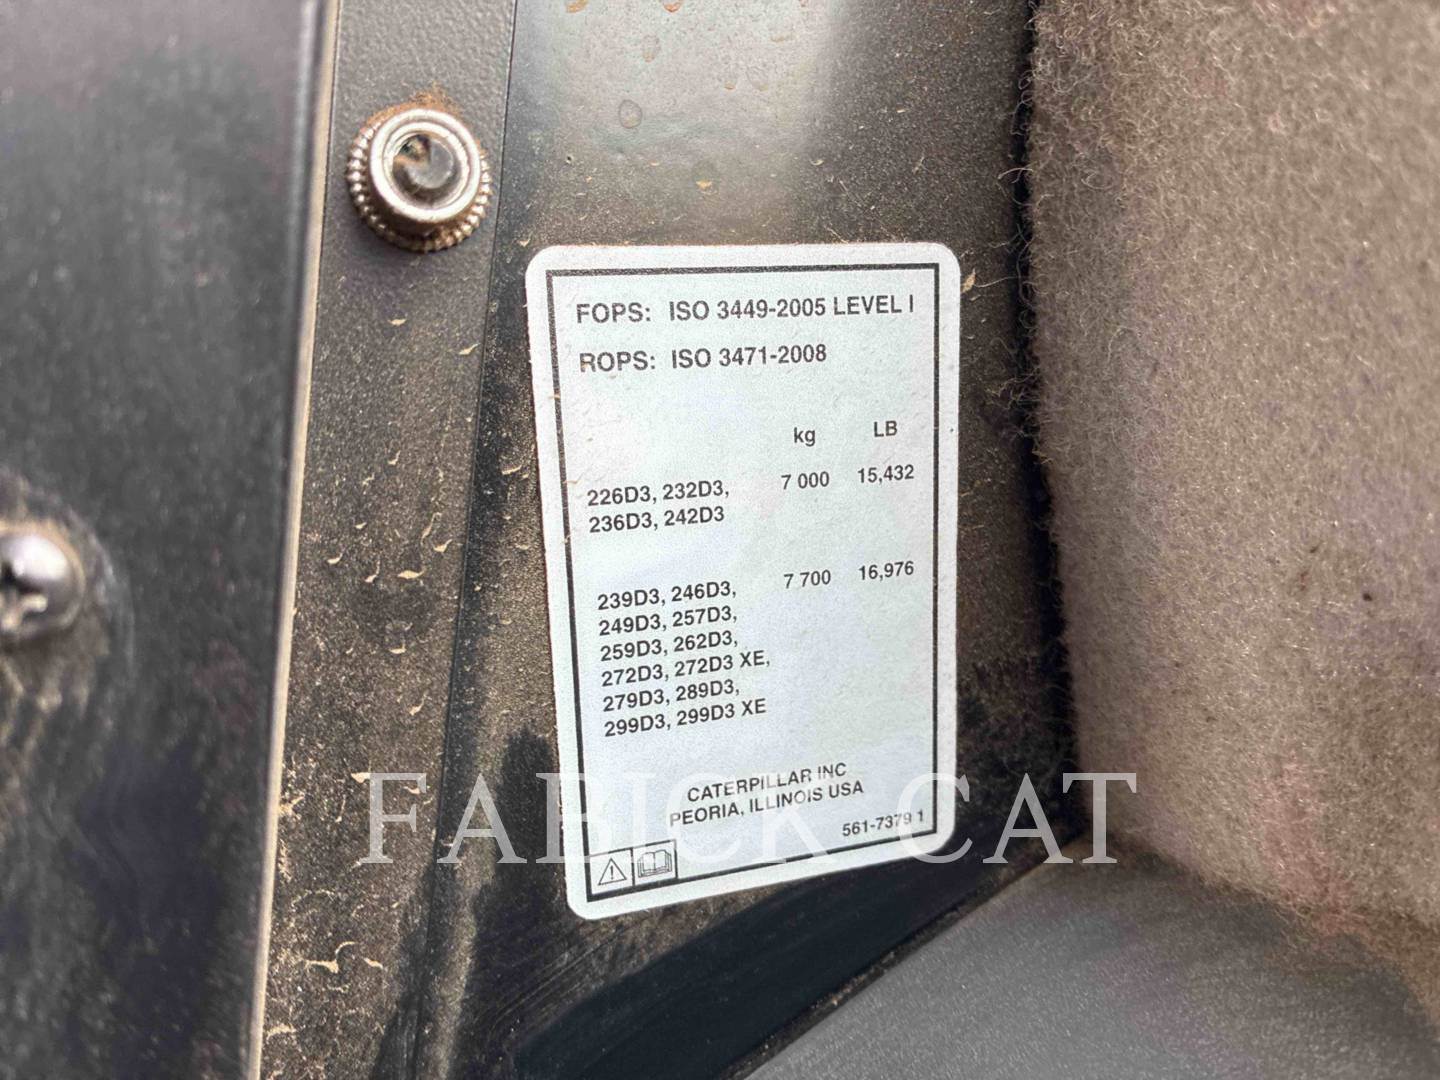 FOPS: ISO 3449-2005 LEVEL I
ROPS: ISO 3471-2008
kg LB
226D3, 232D3, 7 000 15,432
236D3, 242D3
239D3, 246D3, 7 700 16,976
249D3, 257D3,
259D3, 262D3,
272D3, 272D3 XE,
279D3, 289D3,
299D3, 299D3 XE
CATERPILLAR INC
PEORIA, ILLINOIS USA
561-7379 1
FABICK CAT